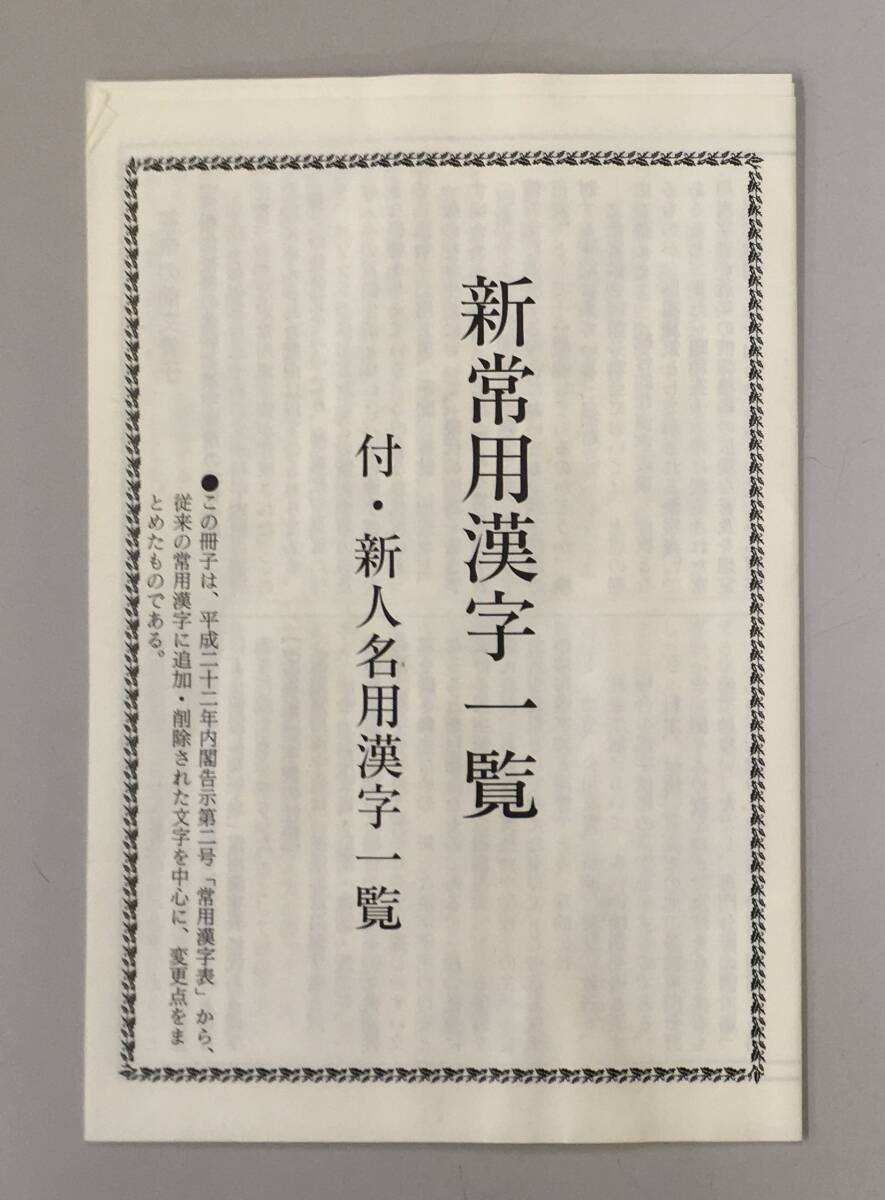 新常用漢字一覧
付・新人名用漢字一覧
●この冊子は、平成二十二年内閣告示第二号「常用漢字表」から、
従来の常用漢字に追加・削除された文字を中心に、変更点をま
とめたものである。